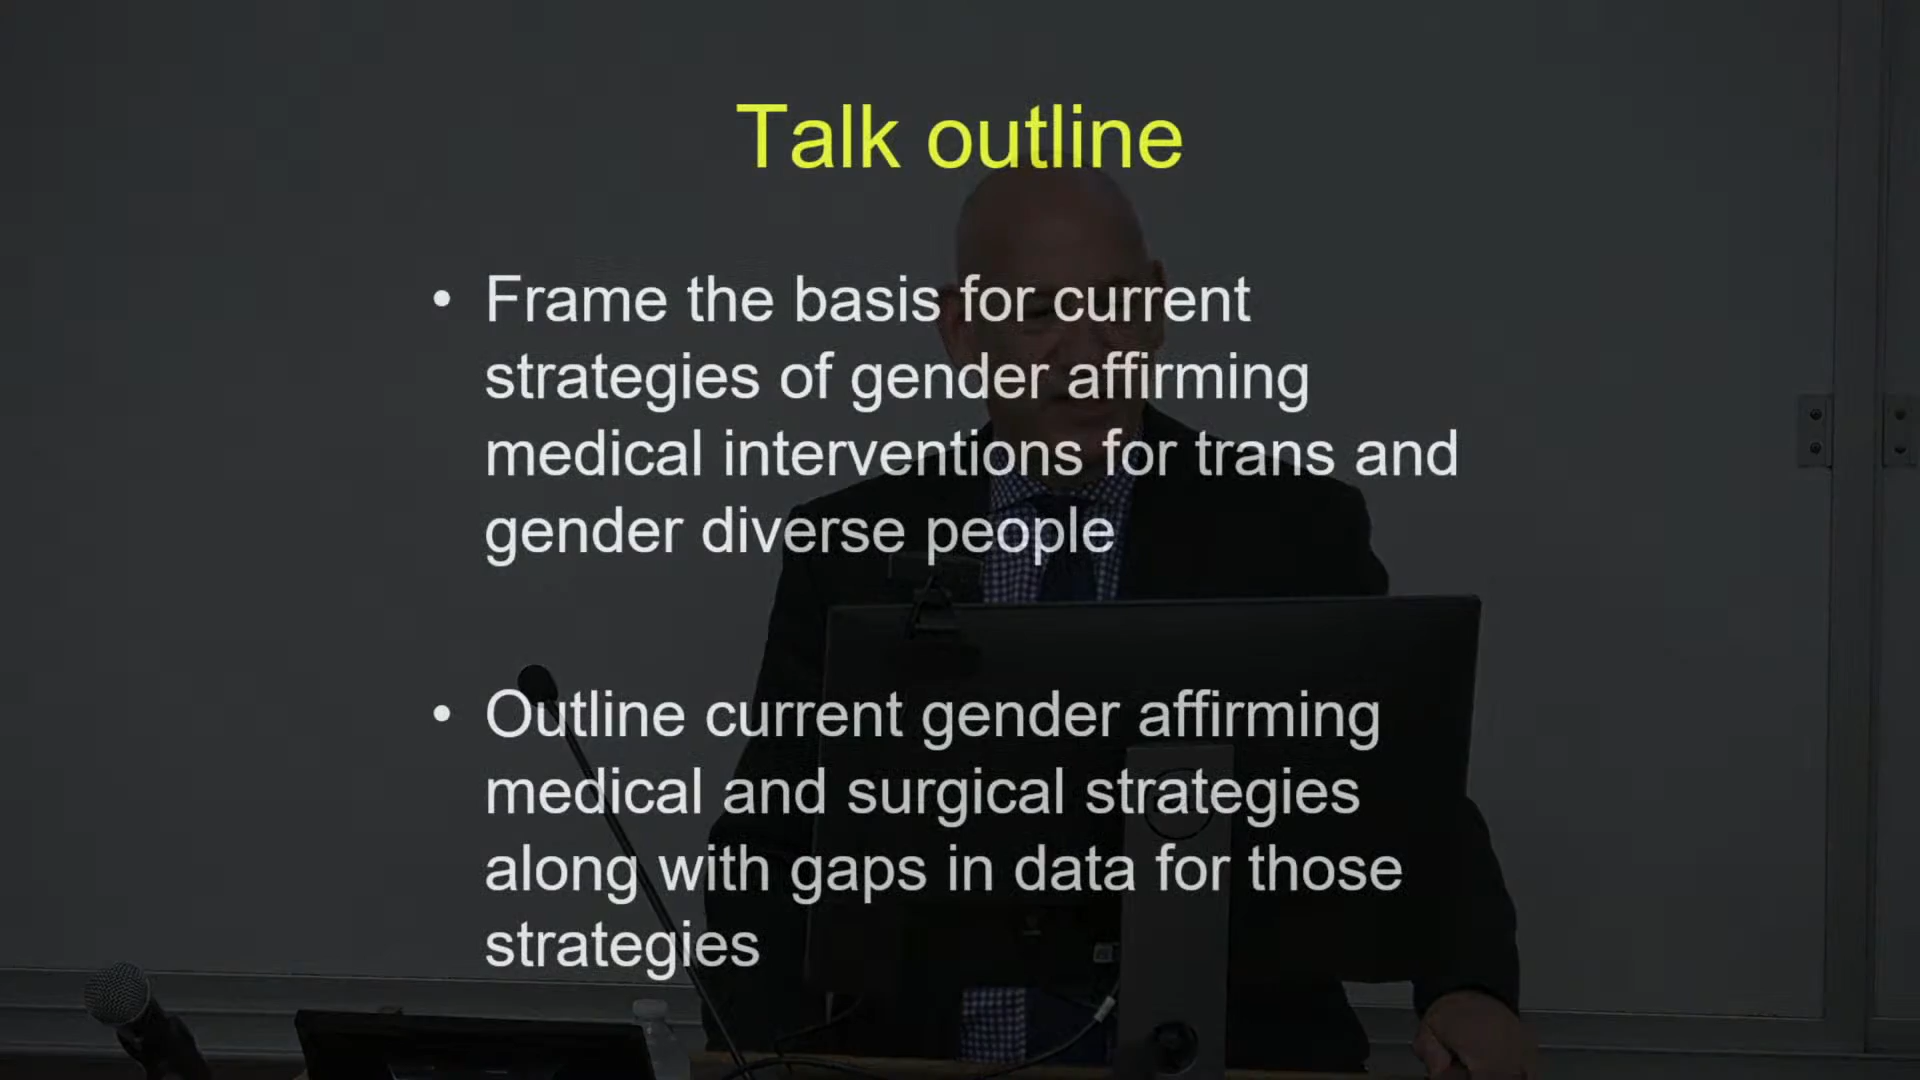 Talk outline
• Frame the basis for current
strategies of gender affirming
medical interventions for trans and
gender diverse people
• Outline current gender affirming
medical and surgical strategies
along with gaps in data for those
strategies